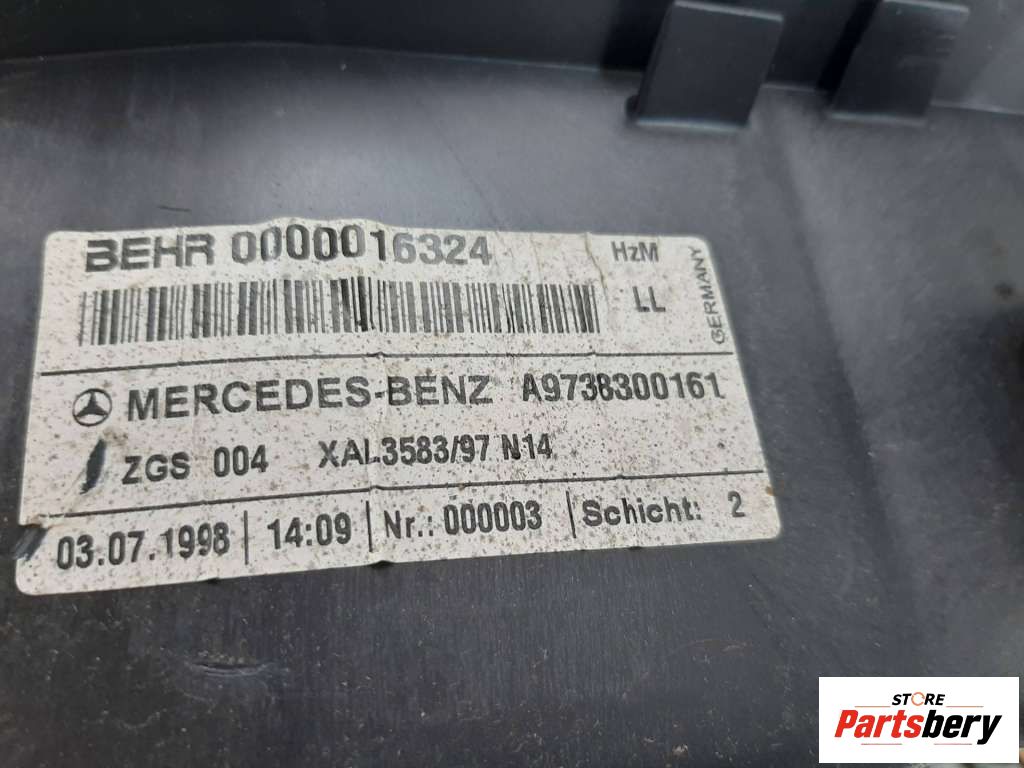 BEHR 0000016324 HzM
LL
GERMANY
MERCEDES-BENZ A9738300161
ZGS 004 XAL3583/97 N14
03.07.1998 14:09 Nr.: 000003 Schicht: 2
STORE
Partsbery